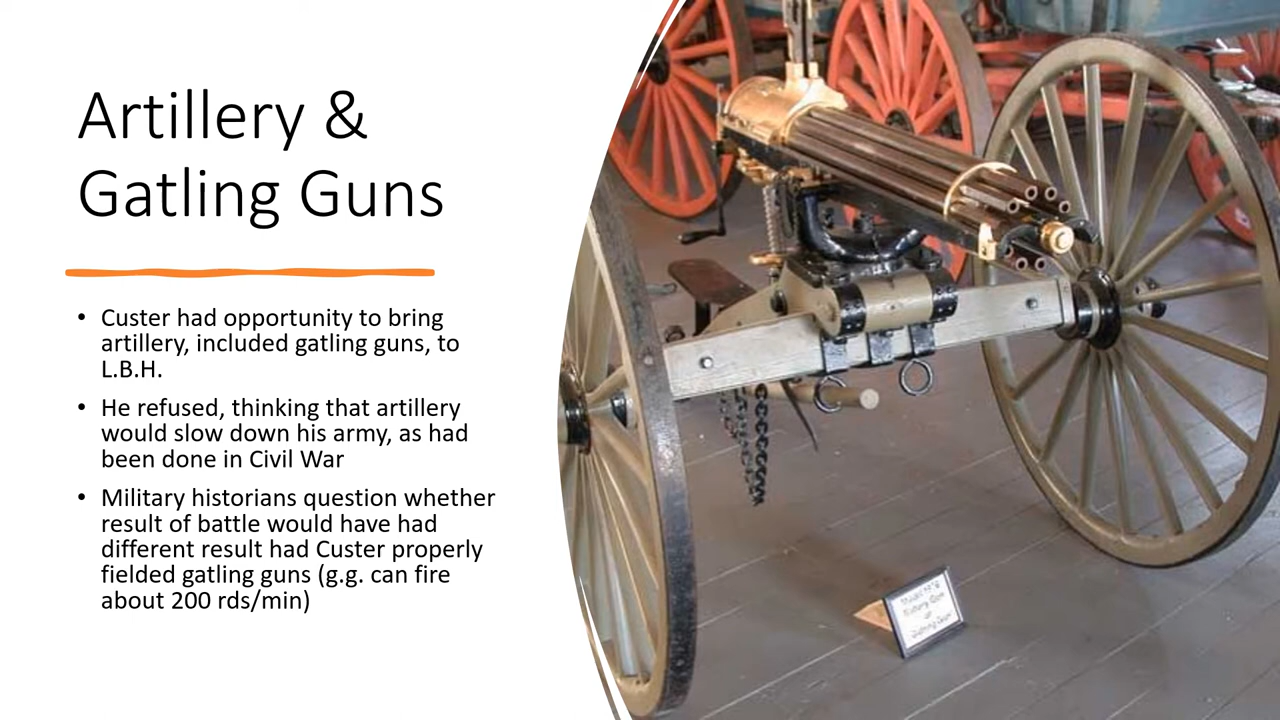 Artillery &
Gatling Guns
• Custer had opportunity to bring
artillery, included gatling guns, to
L.B.H.
• He refused, thinking that artillery
would slow down his army, as had
been done in Civil War
• Military historians question whether
result of battle would have had
different result had Custer properly
fielded gatling guns (g.g. can fire
about 200 rds/min)